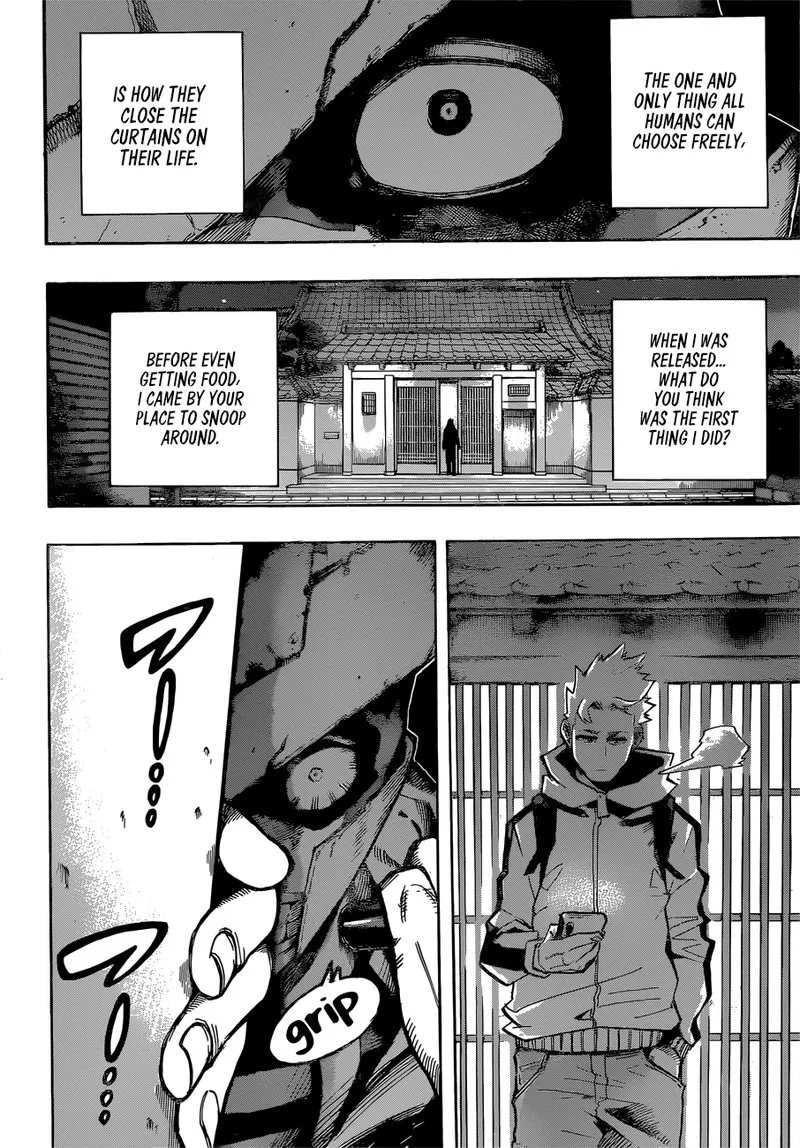 THE ONE AND
ONLY THING ALL
HUMANS CAN
CHOOSE FREELY,
IS HOW THEY
CLOSE THE
CURTAINS ON
THEIR LIFE.
WHEN I WAS
RELEASED...
WHAT DO
YOU THINK
WAS THE FIRST
THING I DID?
BEFORE EVEN
GETTING FOOD,
I CAME BY YOUR
PLACE TO SNOOP
AROUND.
grip